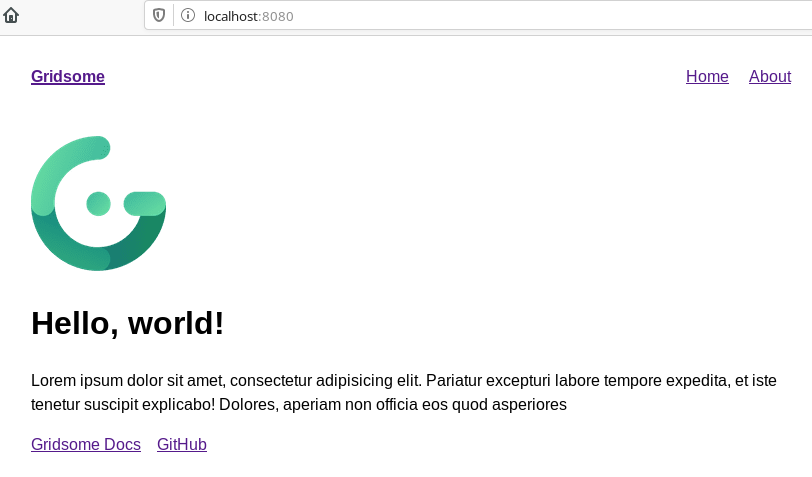 localhost:8080
Gridsome Home About
Hello, world!
Lorem ipsum dolor sit amet, consectetur adipisicing elit. Pariatur excepturi labore tempore expedita, et iste
tenetur suscipit explicabo! Dolores, aperiam non officia eos quod asperiores
Gridsome Docs GitHub